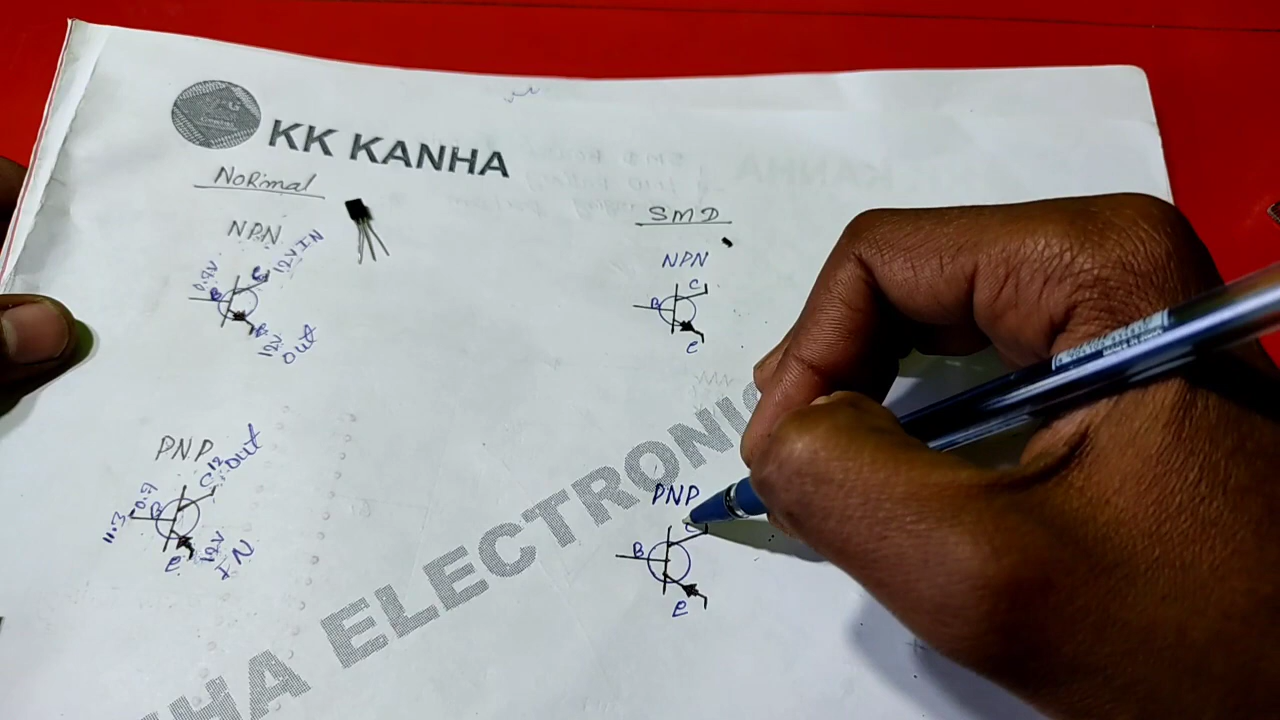 KK KANHA
NORmal
NPN
0.7V
B
C
12V IN
12V
OUT
SMD
NPN
B
C
e
PNP
11.3
-0.7
B
C
12
OUT
e
12V
IN
PNP
B
C
e
HA ELECTRONIC